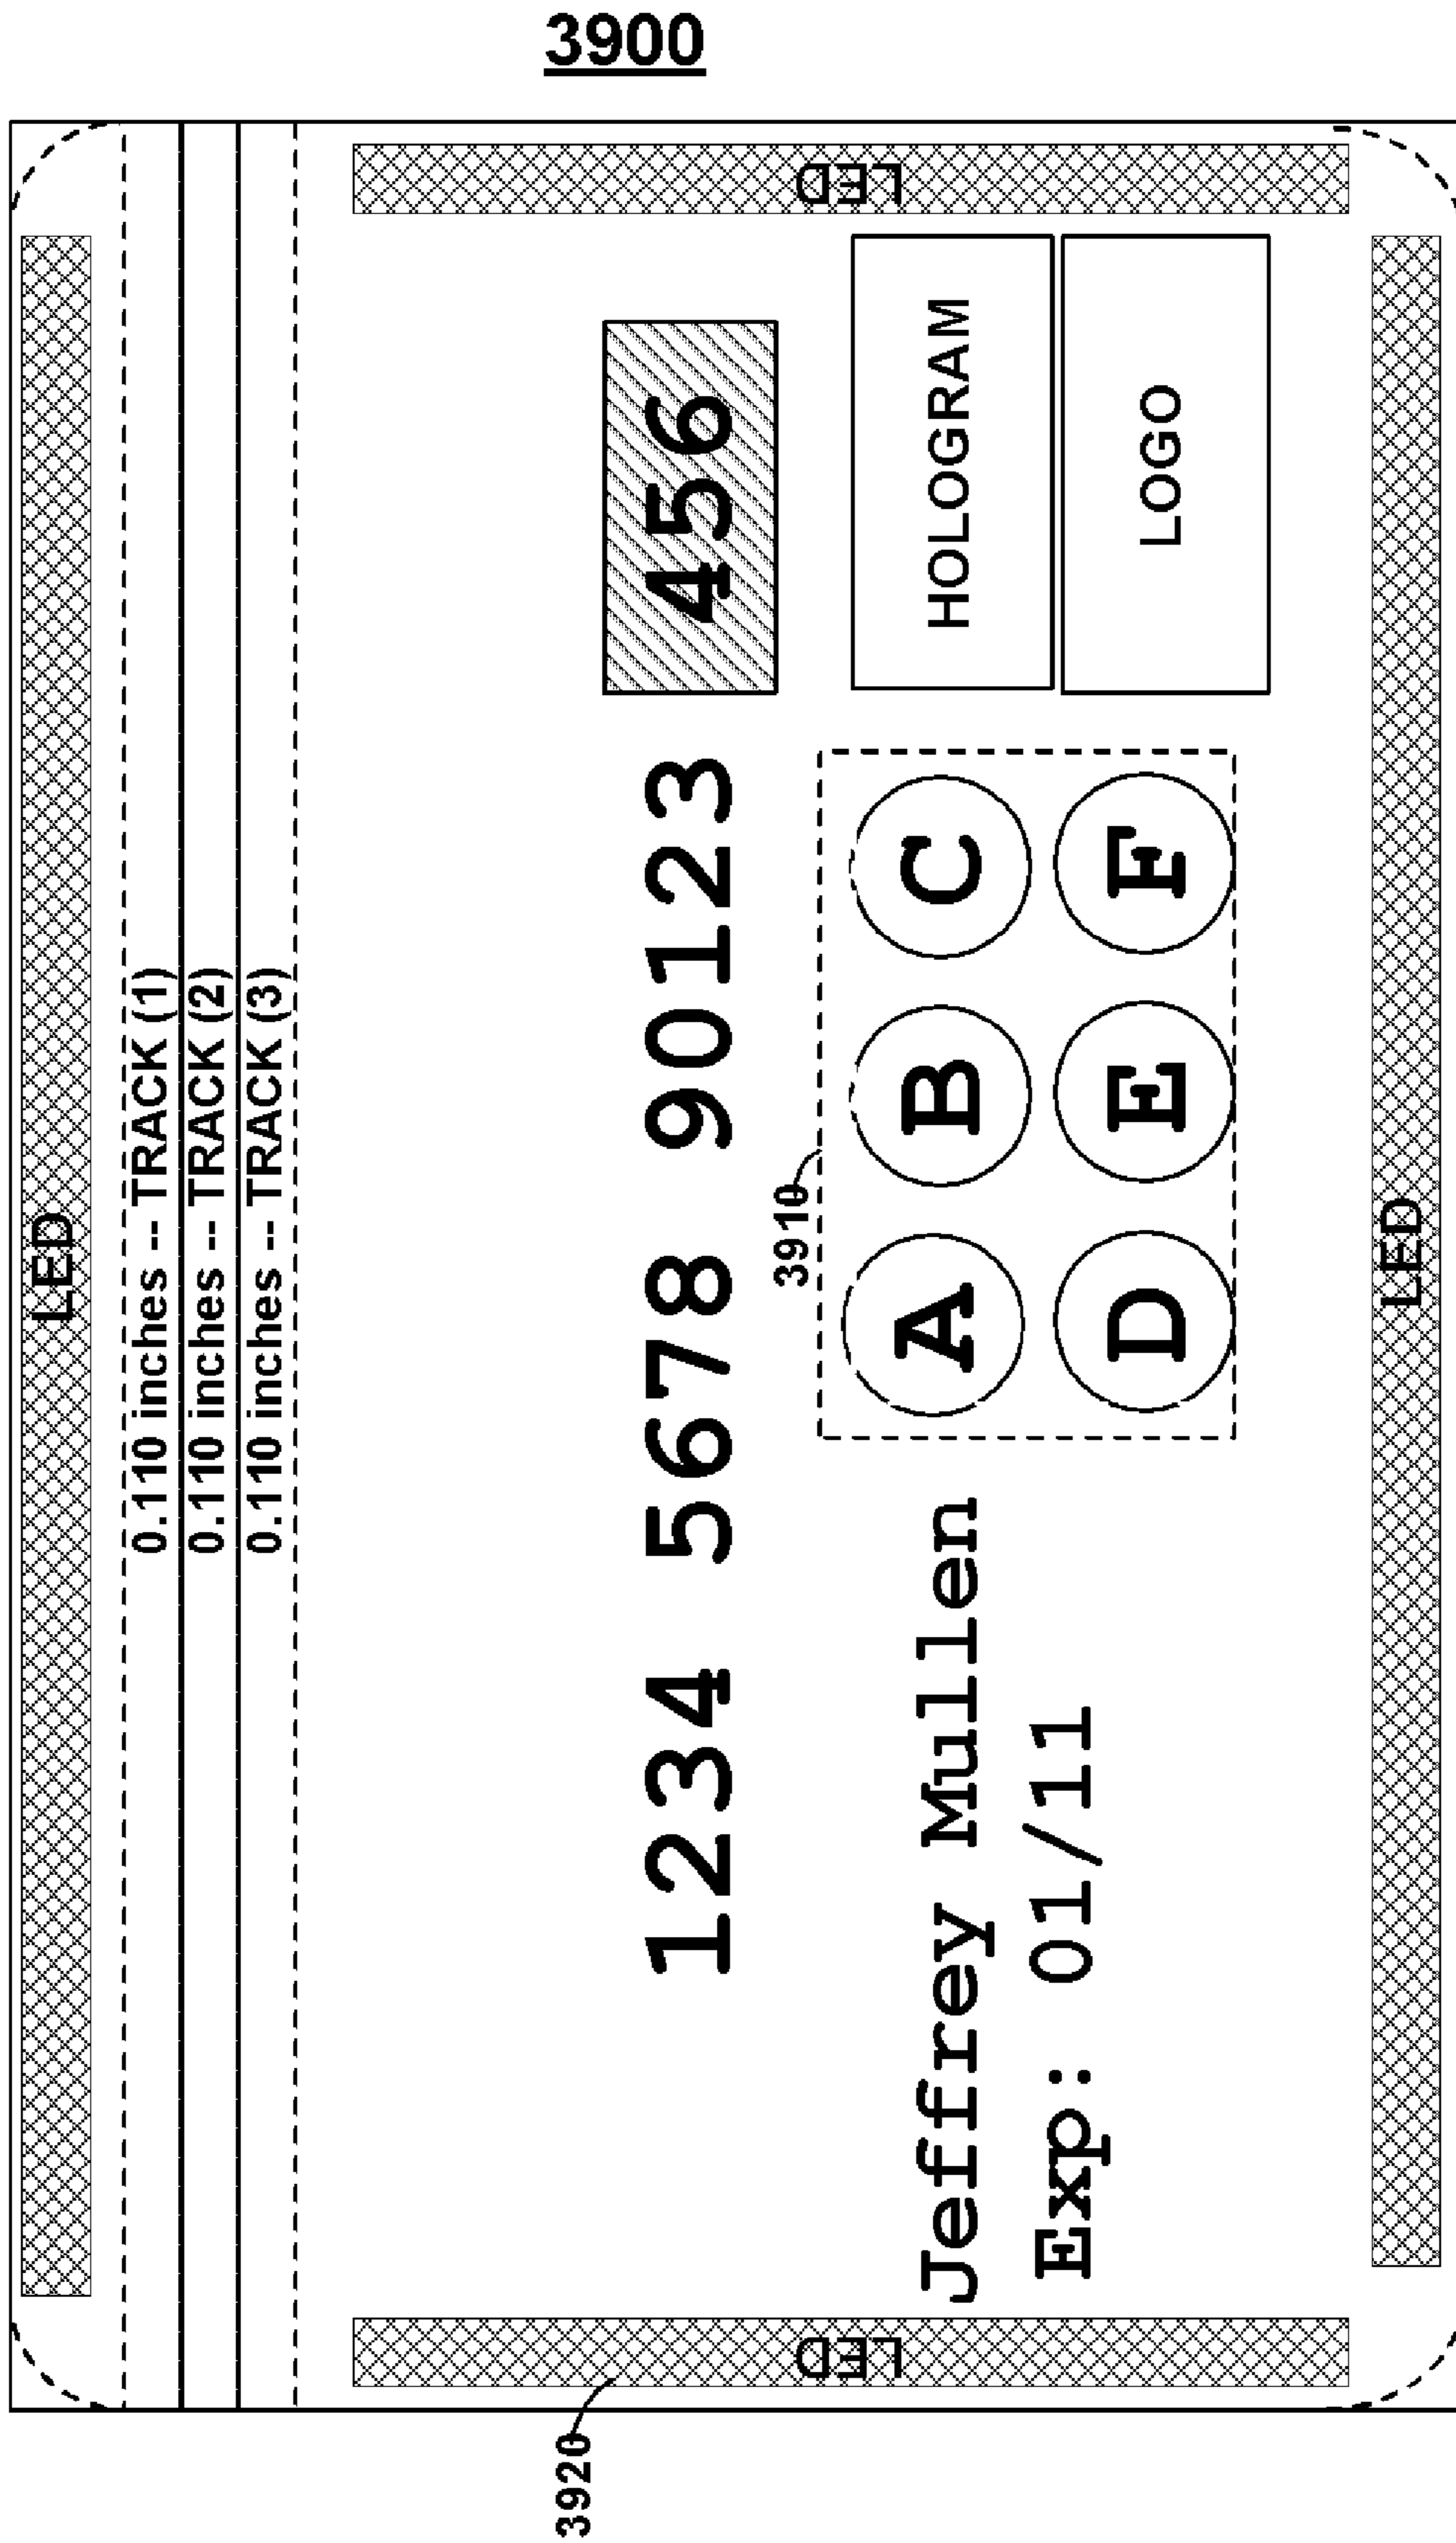 3900
LED
0.110 inches -- TRACK (1)
0.110 inches -- TRACK (2)
0.110 inches -- TRACK (3)
1234 5678 90123 456
3910
A B C
D E F
HOLOGRAM
LOGO
Jeffrey Mullen
Exp: 01/11
LED
LED
LED
3920